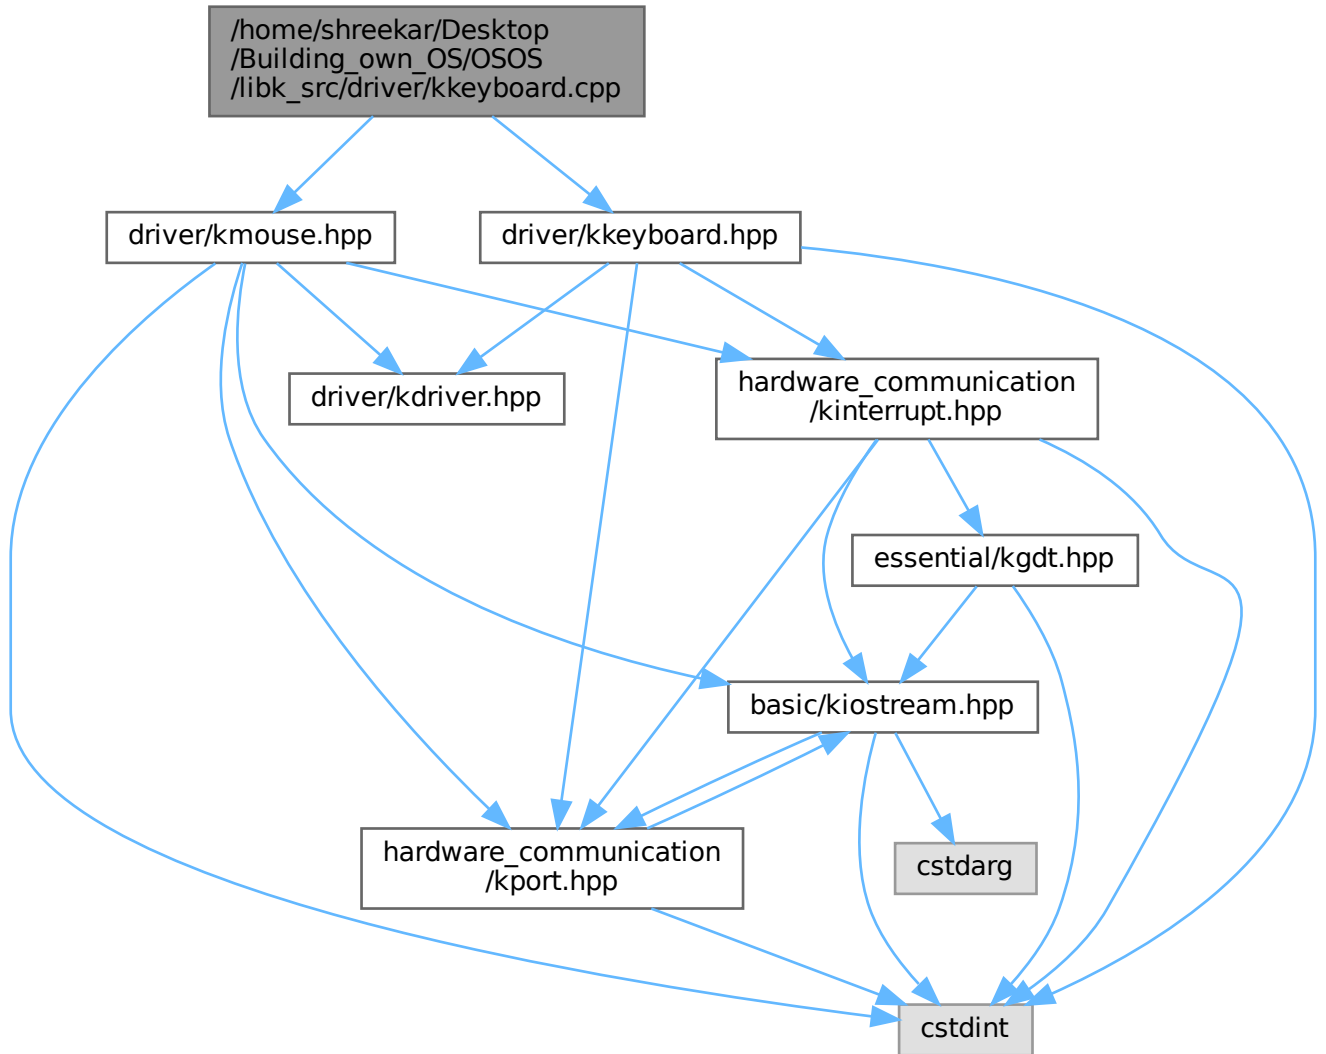 /home/shreekar/Desktop
/Building_own_OS/OSOS
/libk_src/driver/kkeyboard.cpp
driver/kmouse.hpp
driver/kkeyboard.hpp
driver/kdriver.hpp
hardware_communication
/kinterrupt.hpp
essential/kgdt.hpp
basic/kiostream.hpp
hardware_communication
/kport.hpp
cstdarg
cstdint